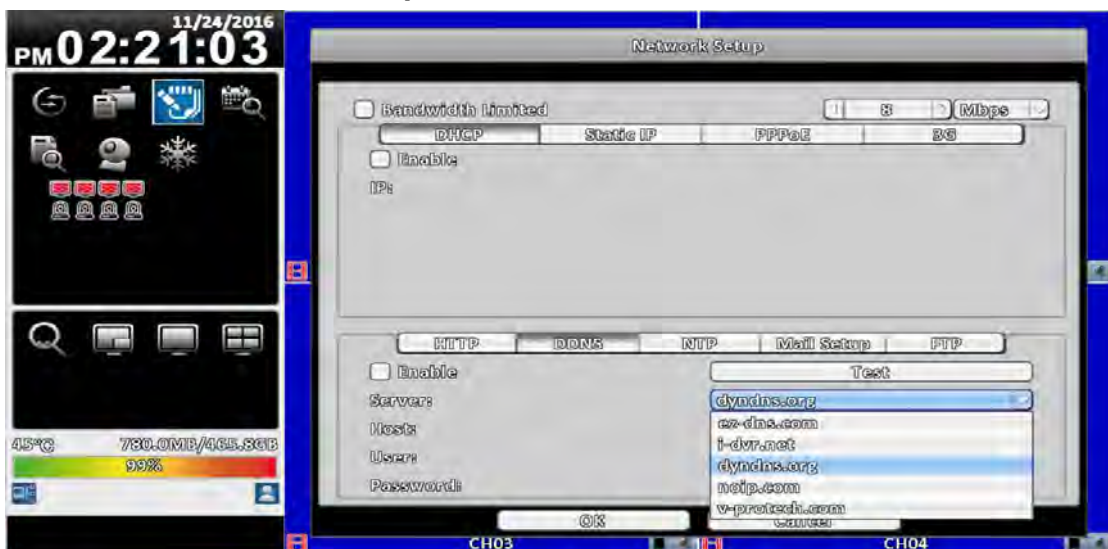 11/24/2016
PM 02:21:03
Network Setup
Bandwidth Limited 8 Mbps
DHCP Static IP PPPoE 3G
Enable
IP:
HTTP DDNS NTP Mail Setup FTP
Enable Test
Server: dyndns.org
ez-dns.com
Host:
i-dvr.net
User:
dyndns.org
noip.com
Password:
v-protech.com
45°C 780.0MB/465.8GB
99%
OK Cancel
CH03 CH04